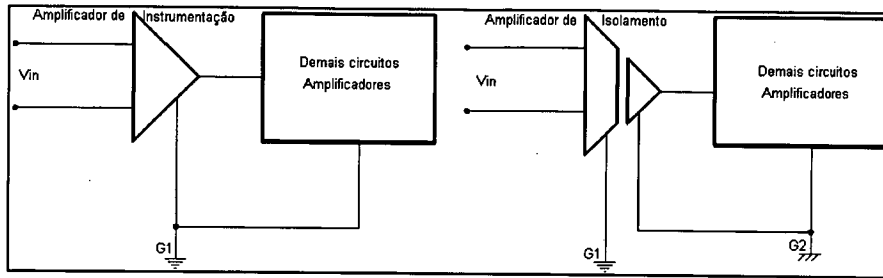 Amplificador de Instrumentação
Vin
Demais circuitos
Amplificadores
G1
Amplificador de Isolamento
Vin
Demais circuitos
Amplificadores
G1
G2